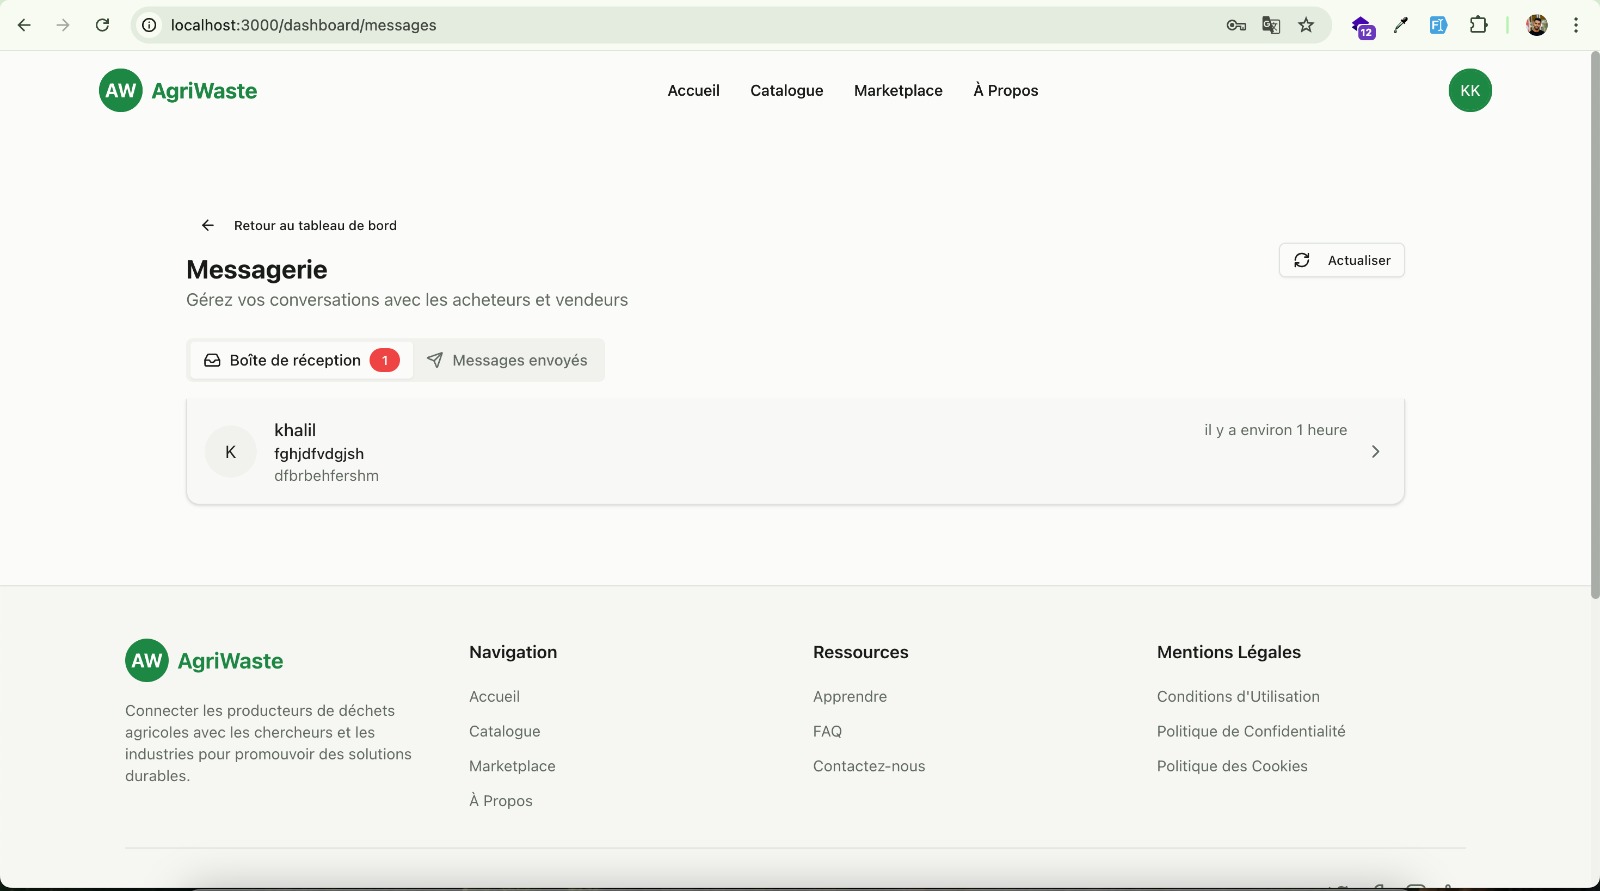 localhost:3000/dashboard/messages
12
AW AgriWaste
Accueil Catalogue Marketplace À Propos
KK
Retour au tableau de bord
Messagerie
Actualiser
Gérez vos conversations avec les acheteurs et vendeurs
Boîte de réception 1 Messages envoyés
K
khalil
il y a environ 1 heure
fghjdfvdgjsh
dfbrbehfershm
AW AgriWaste
Connecter les producteurs de déchets
agricoles avec les chercheurs et les
industries pour promouvoir des solutions
durables.
Navigation
Accueil
Catalogue
Marketplace
À Propos
Ressources
Apprendre
FAQ
Contactez-nous
Mentions Légales
Conditions d'Utilisation
Politique de Confidentialité
Politique des Cookies